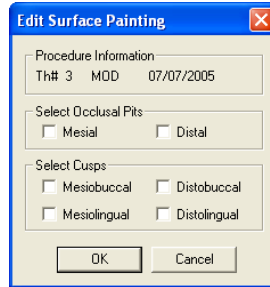 Edit Surface Painting
Procedure Information
Th# 3 MOD 07/07/2005
Select Occlusal Pits
Mesial Distal
Select Cusps
Mesiobuccal Distobuccal
Mesiolingual Distolingual
OK Cancel